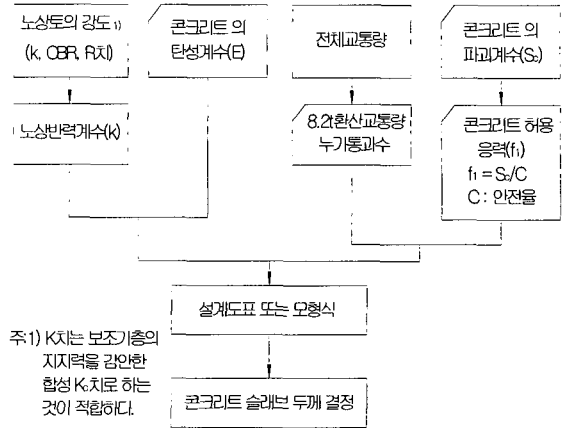 노상토의 강도 1)
(k, CBR, R치)
콘크리트 의
탄성계수(E)
전체교통량
콘크리트 의
파괴계수(Sc)
노상반력계수(k)
8.2t환산교통량
누가통과수
콘크리트 허용
응력(f₁)
f₁ = Sc/C
C : 안전율
설계도표 또는 모형식
주:1) K치는 보조기층의
지지력을 감안한
합성 Kc치로 하는
것이 적합하다.
콘크리트 슬래브 두께 결정